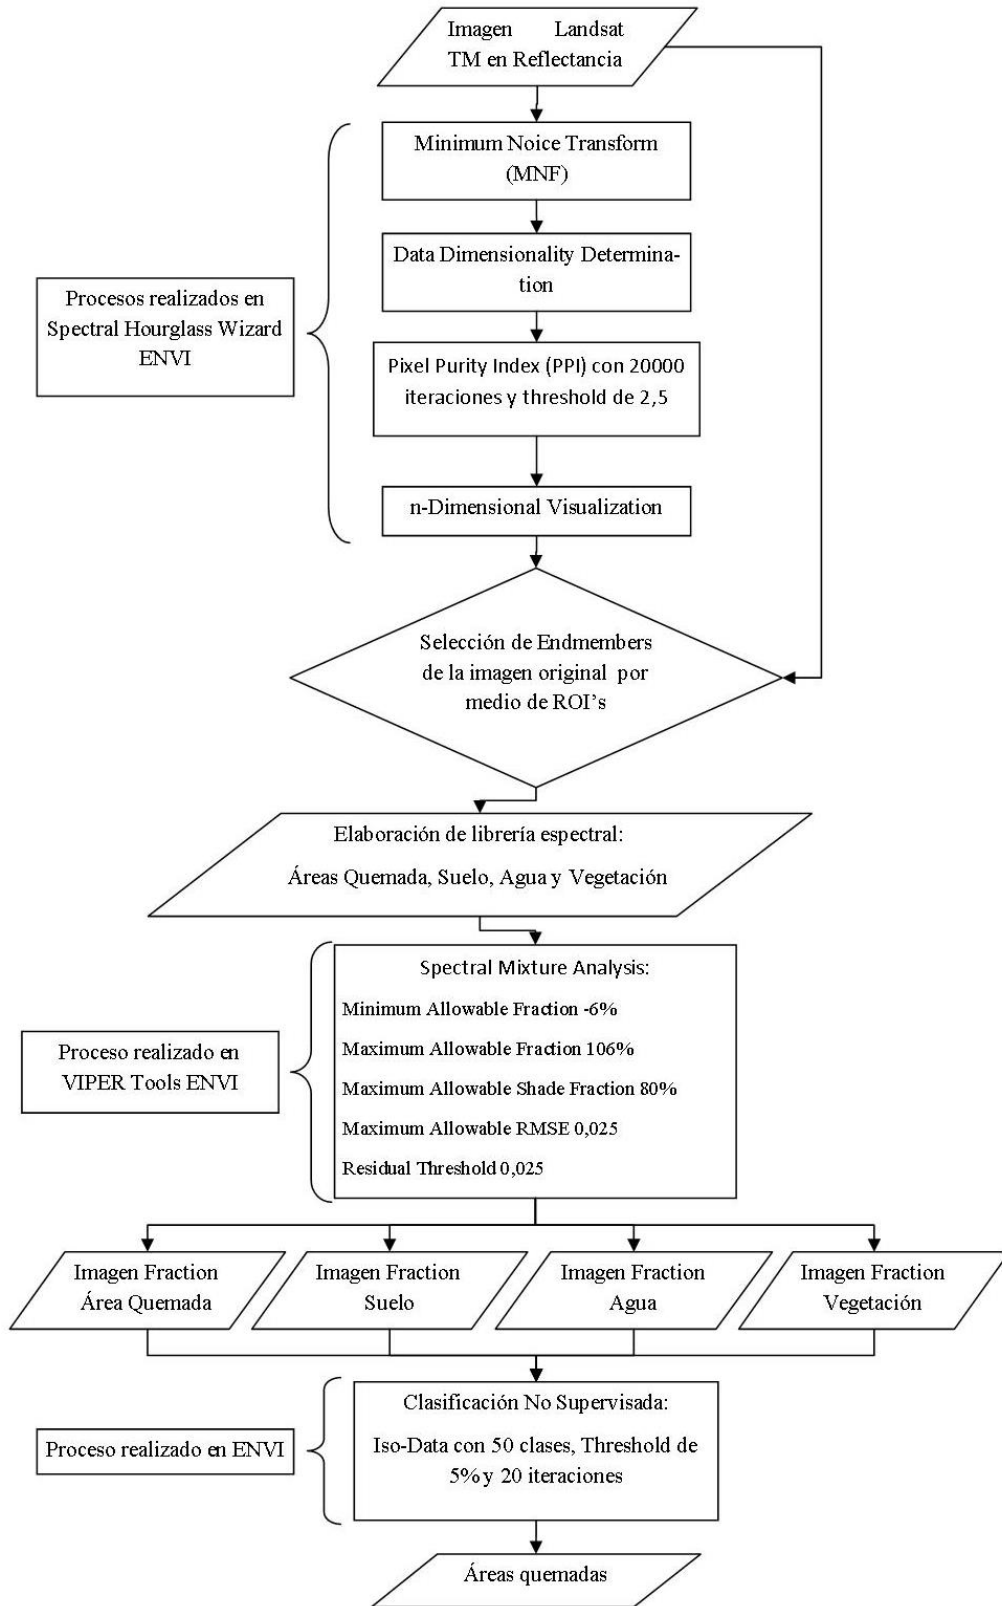 Imagen Landsat
TM en Reflectancia
Minimum Noice Transform
(MNF)
Data Dimensionality Determina-
ción
Procesos realizados en
Spectral Hourglass Wizard
ENVI
Pixel Purity Index (PPI) con 20000
iteraciones y threshold de 2,5
n-Dimensional Visualization
Selección de Endmembers
de la imagen original por
medio de ROI's
Elaboración de librería espectral:
Áreas Quemada, Suelo, Agua y Vegetación
Spectral Mixture Analysis:
Minimum Allowable Fraction -6%
Maximum Allowable Fraction 106%
Maximum Allowable Shade Fraction 80%
Maximum Allowable RMSE 0,025
Residual Threshold 0,025
Proceso realizado en
VIPER Tools ENVI
Imagen Fraction
Área Quemada
Imagen Fraction
Suelo
Imagen Fraction
Agua
Imagen Fraction
Vegetación
Clasificación No Supervisada:
Iso-Data con 50 clases, Threshold de
5% y 20 iteraciones
Proceso realizado en ENVI
Áreas quemadas